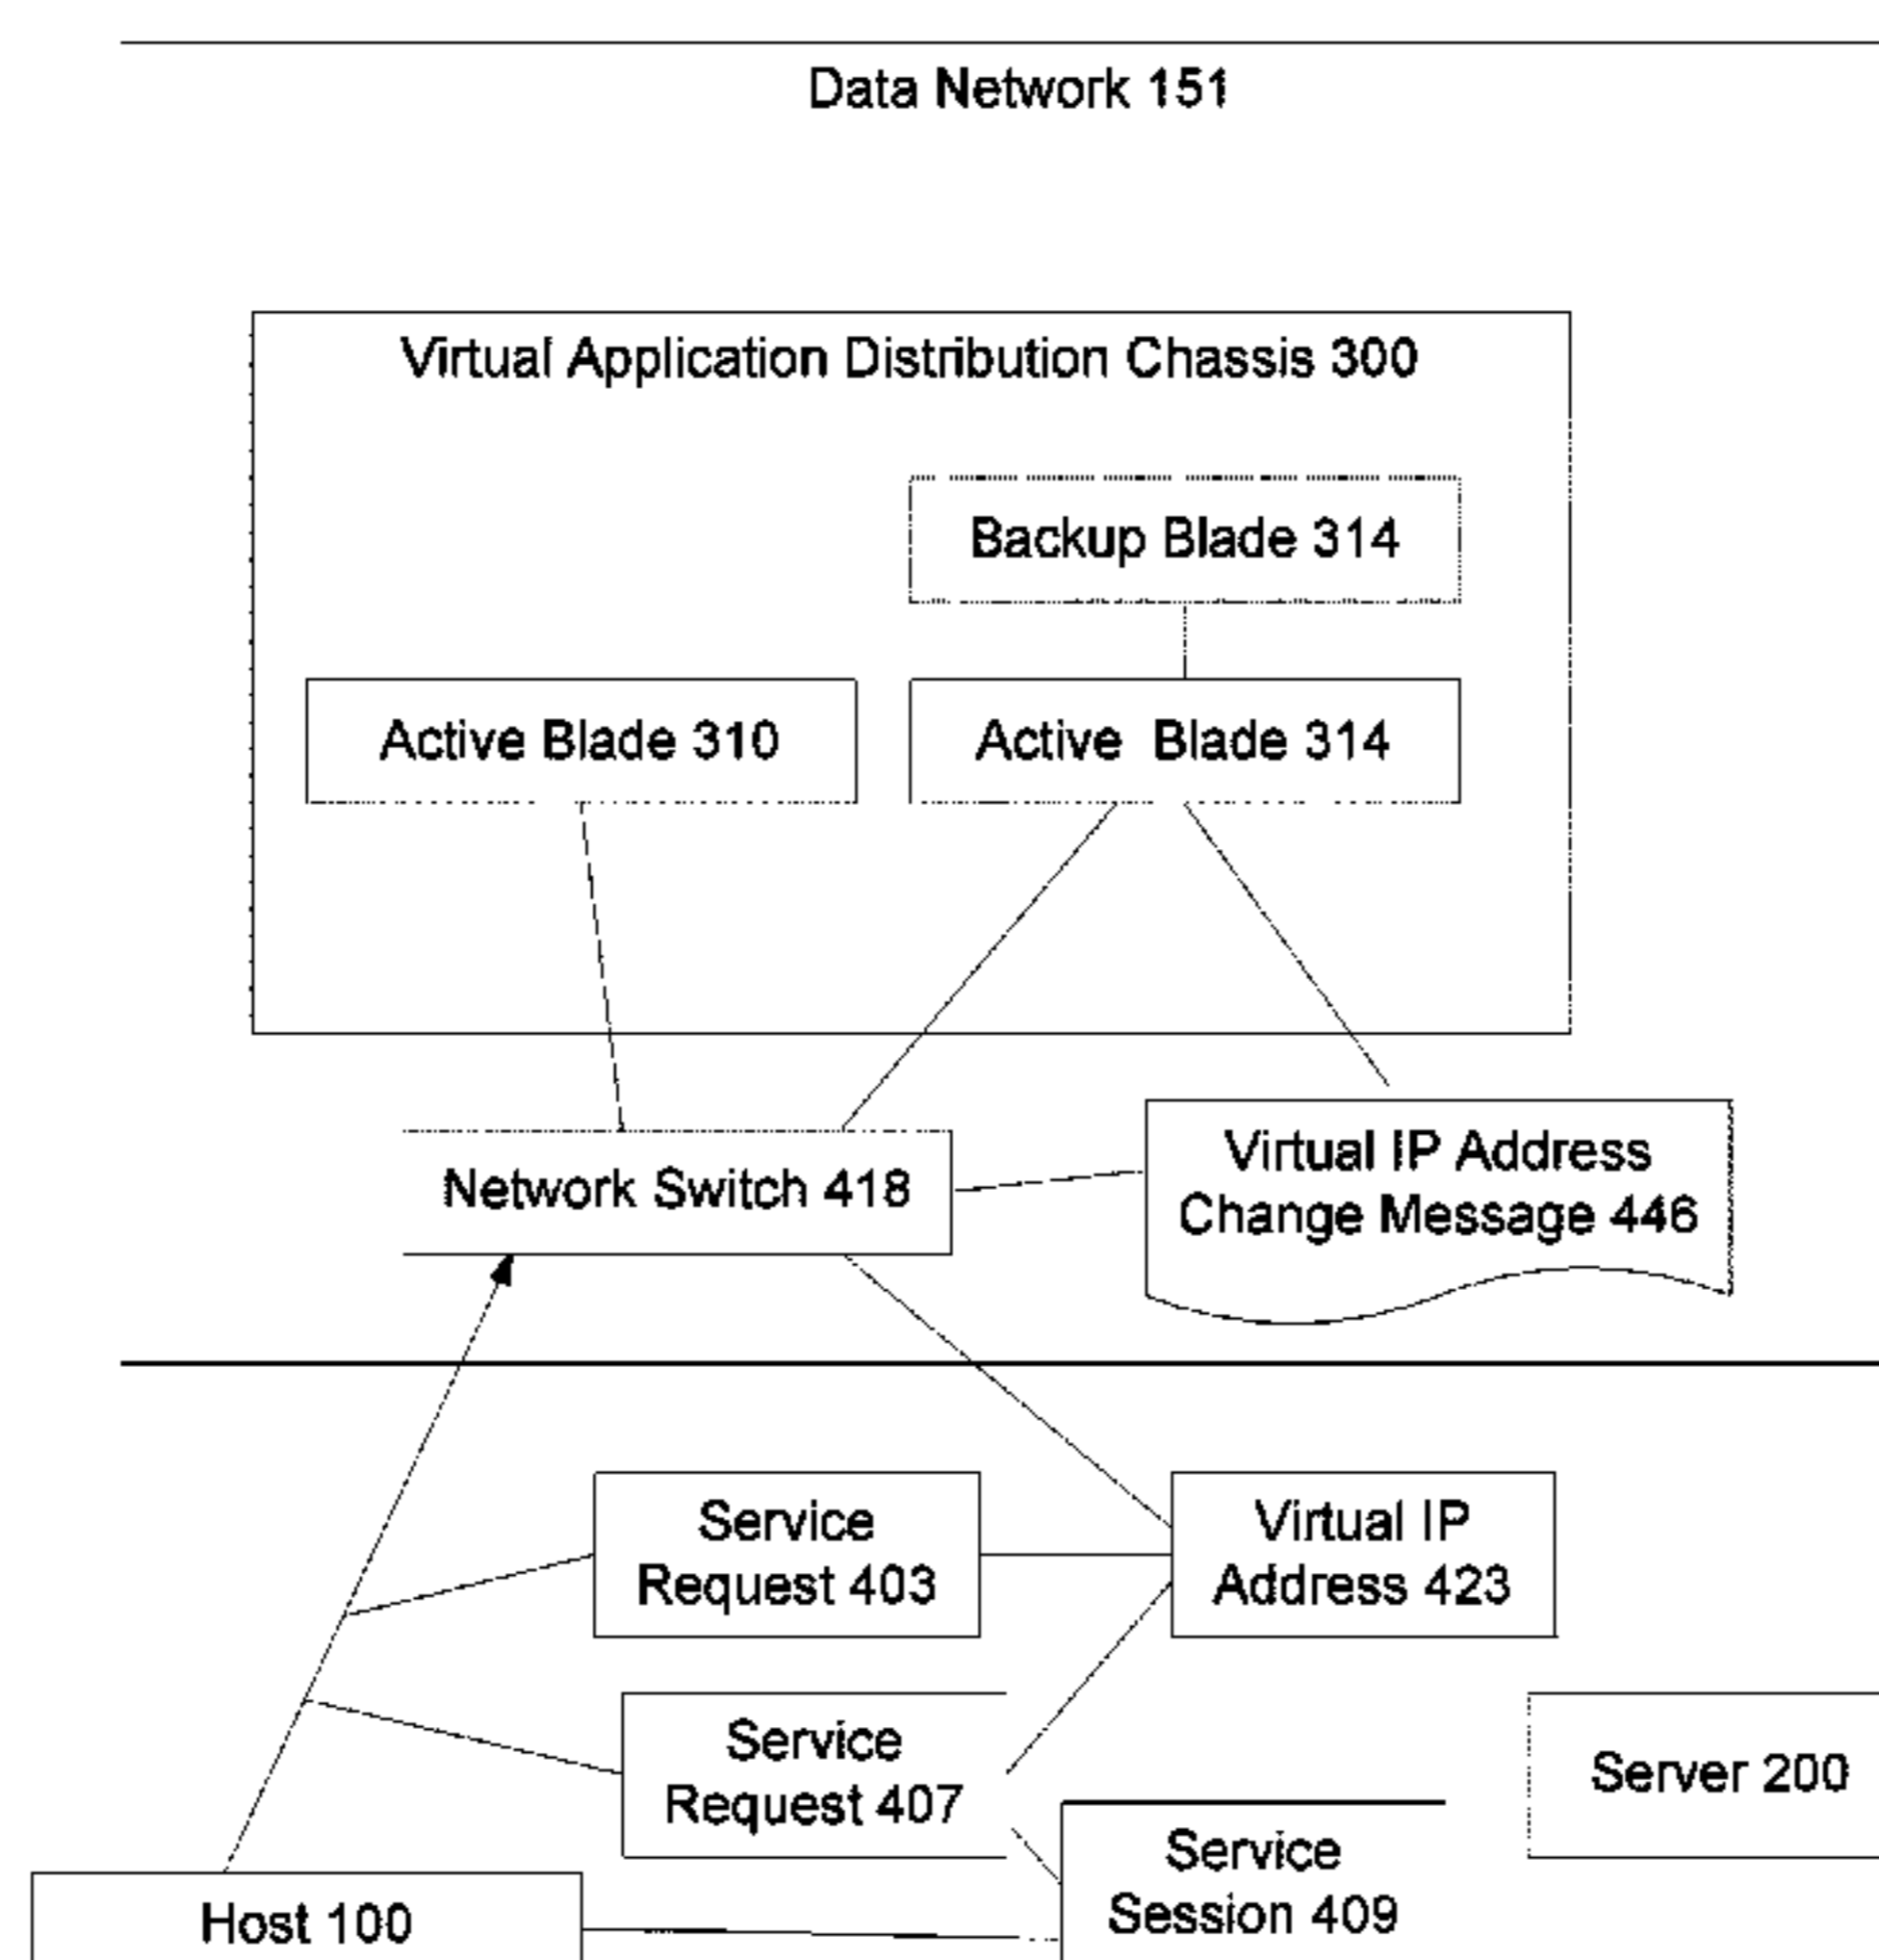 Data Network 151
Virtual Application Distribution Chassis 300
Backup Blade 314
Active Blade 310
Active Blade 314
Network Switch 418
Virtual IP Address
Change Message 446
Service
Request 403
Virtual IP
Address 423
Service
Request 407
Server 200
Service
Session 409
Host 100